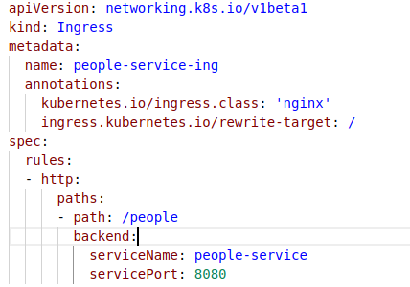 apiVersion: networking.k8s.io/v1beta1
kind: Ingress
metadata:
  name: people-service-ing
  annotations:
    kubernetes.io/ingress.class: 'nginx'
    ingress.kubernetes.io/rewrite-target: /
spec:
  rules:
  - http:
      paths:
      - path: /people
        backend:
          serviceName: people-service
          servicePort: 8080